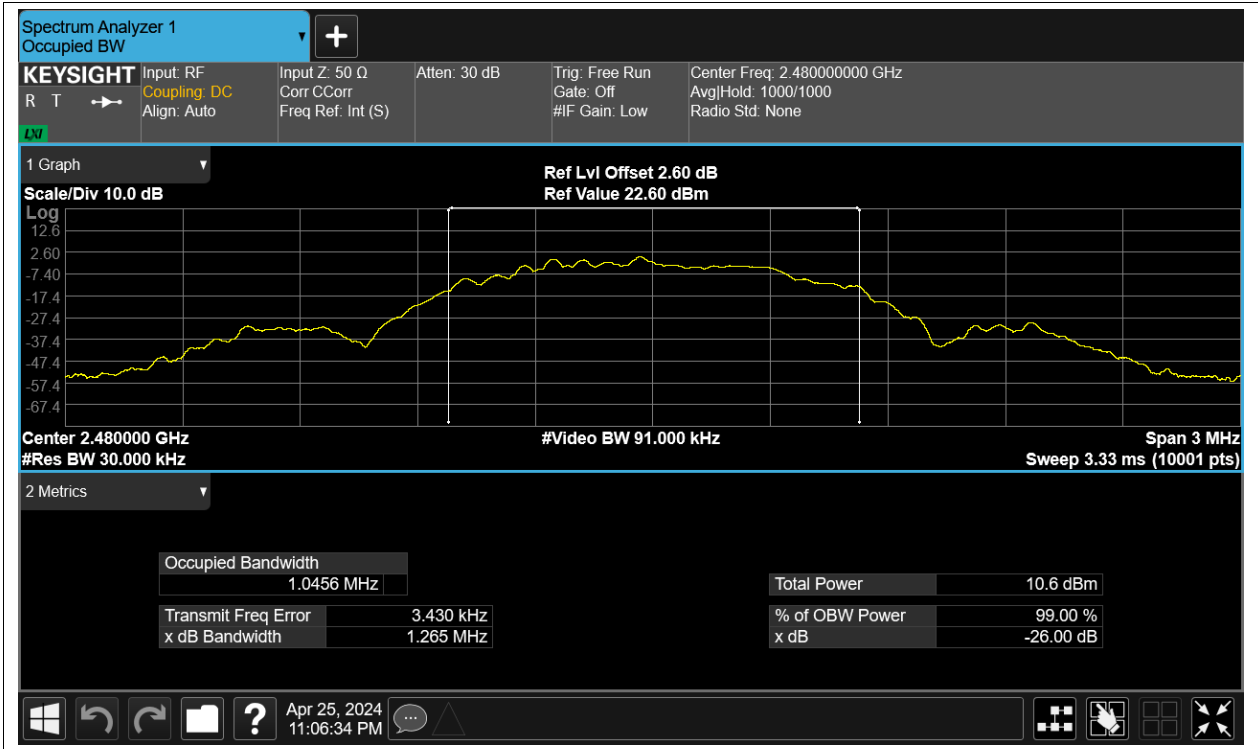 Spectrum Analyzer 1
Occupied BW
KEYSIGHT
R T
LXI
Input: RF
Coupling: DC
Align: Auto
Input Z: 50 Ω
Corr CCorr
Freq Ref: Int (S)
Atten: 30 dB
Trig: Free Run
Gate: Off
#IF Gain: Low
Center Freq: 2.480000000 GHz
Avg|Hold: 1000/1000
Radio Std: None
1 Graph
Scale/Div 10.0 dB
Ref Lvl Offset 2.60 dB
Ref Value 22.60 dBm
Log
12.6
2.60
-7.40
-17.4
-27.4
-37.4
-47.4
-57.4
-67.4
Center 2.480000 GHz
#Res BW 30.000 kHz
#Video BW 91.000 kHz
Span 3 MHz
Sweep 3.33 ms (10001 pts)
2 Metrics
Occupied Bandwidth
1.0456 MHz
Transmit Freq Error 3.430 kHz
x dB Bandwidth 1.265 MHz
Total Power 10.6 dBm
% of OBW Power 99.00 %
x dB -26.00 dB
?
Apr 25, 2024
11:06:34 PM